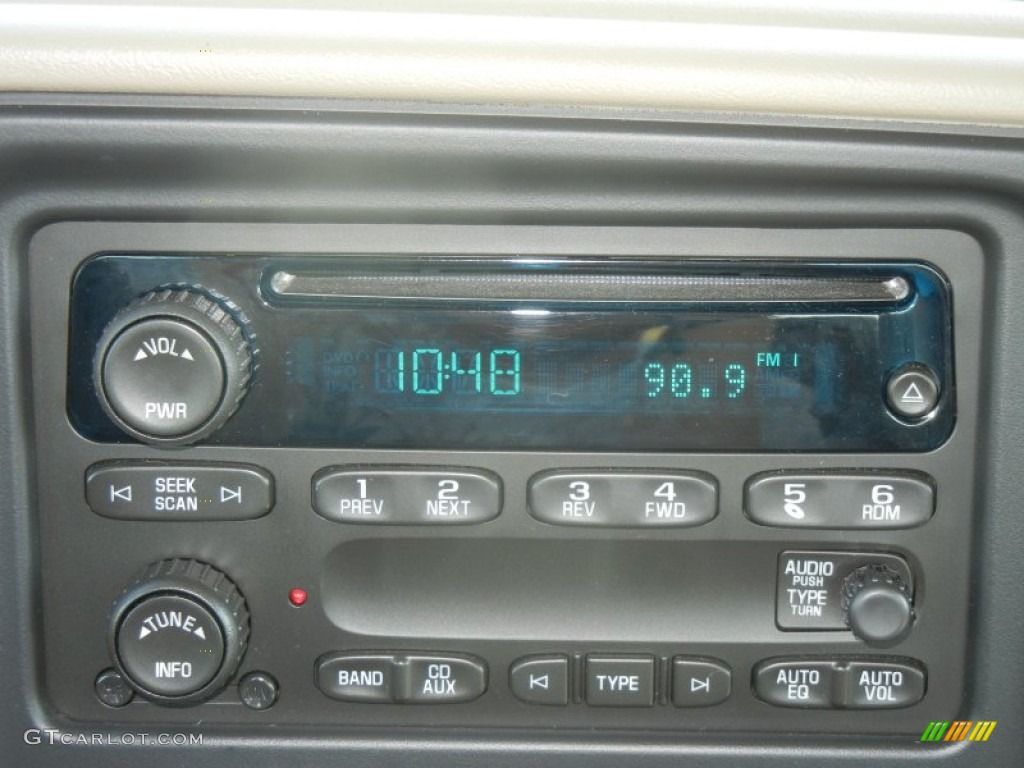 VOL
PWR
10:48
90.9
FM 1
SEEK
SCAN
1
PREV
2
NEXT
3
REV
4
FWD
5
6
RDM
AUDIO
PUSH
TYPE
TURN
TUNE
INFO
BAND
CD
AUX
TYPE
AUTO
EQ
AUTO
VOL
GTCARLOT.COM